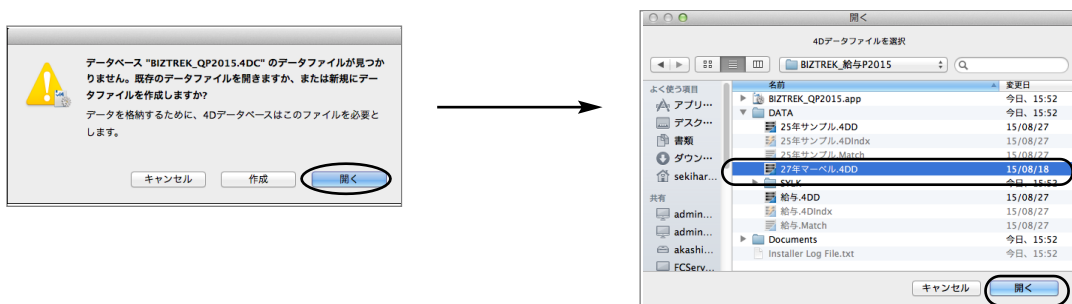 データベース "BIZTREK_QP2015.4DC" のデータファイルが見つか
りません。既存のデータファイルを開きますか、または新規にデー
タファイルを作成しますか?
データを格納するために、4Dデータベースはこのファイルを必要と
します。
キャンセル
作成
開く
開く
4Dデータファイルを選択
BIZTREK_給与P2015
よく使う項目
アプリ…
デスク…
書類
ダウン…
sekihar…
共有
admin…
admin…
akashi…
FCServ…
名前 変更日
BIZTREK_QP2015.app 今日、15:52
DATA 今日、15:52
25年サンプル.4DD 15/08/27
25年サンプル.4DIndx 15/08/27
25年サンプル.Match 15/08/27
27年マーベル.4DD 15/08/18
SYLK 今日、15:52
給与.4DD 15/08/27
給与.4DIndx 15/08/27
給与.Match 15/08/27
Documents 今日、15:52
Installer Log File.txt 今日、15:52
キャンセル
開く